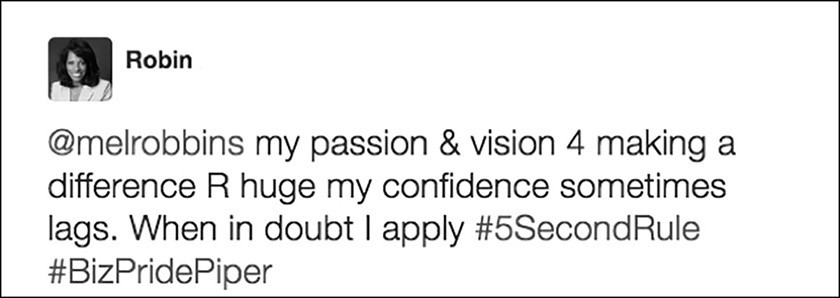 Robin
@melrobbins my passion & vision 4 making a
difference R huge my confidence sometimes
lags. When in doubt I apply #5SecondRule
#BizPridePiper